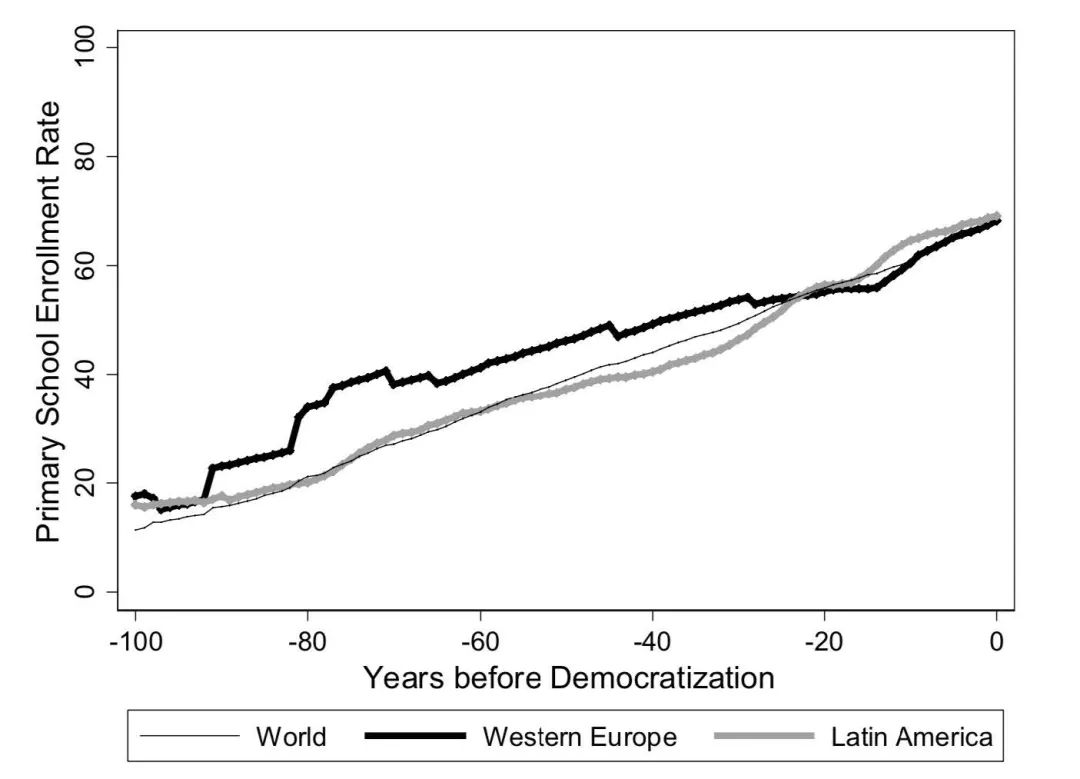 Primary School Enrollment Rate
100
80
60
40
20
0
-100 -80 -60 -40 -20 0
Years before Democratization
World Western Europe Latin America